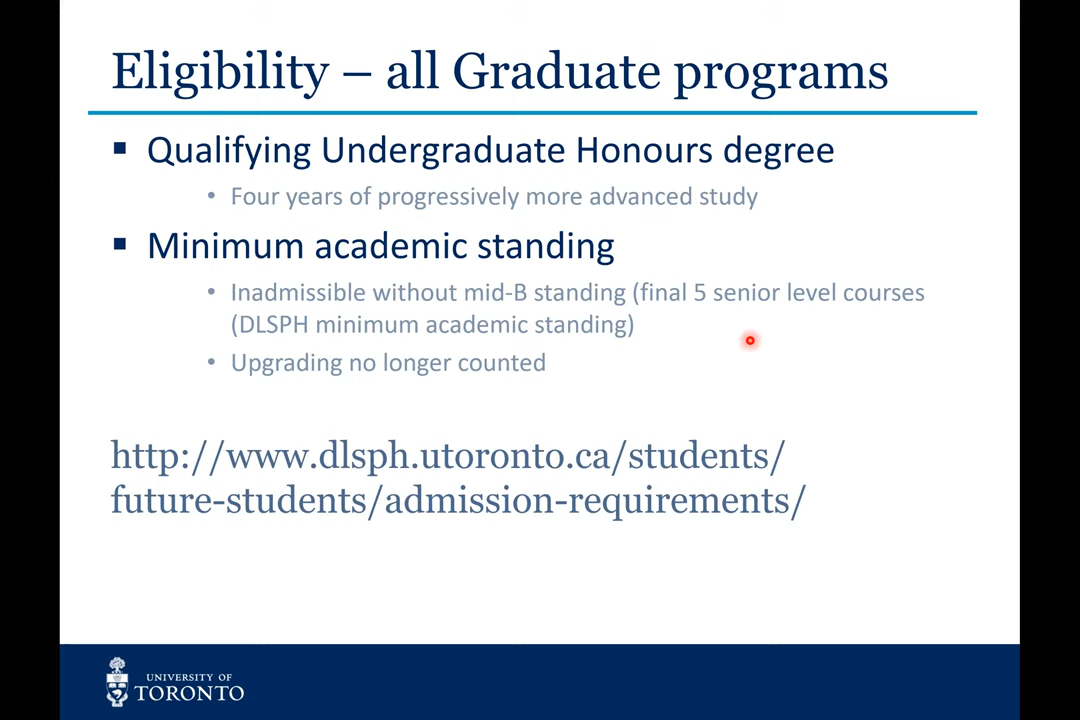 Eligibility – all Graduate programs
▪ Qualifying Undergraduate Honours degree
• Four years of progressively more advanced study
▪ Minimum academic standing
• Inadmissible without mid-B standing (final 5 senior level courses
(DLSPH minimum academic standing)
• Upgrading no longer counted
http://www.dlsph.utoronto.ca/students/
future-students/admission-requirements/
UNIVERSITY OF
TORONTO